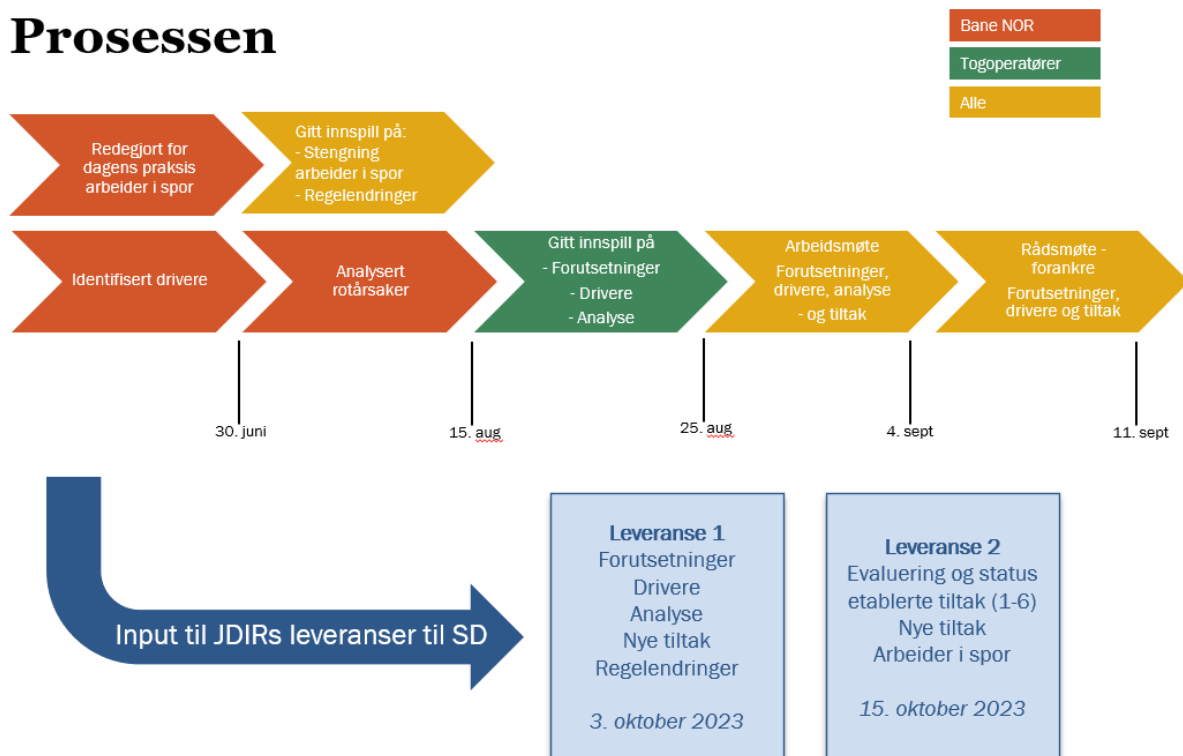 Prosessen
Bane NOR
Togoperatører
Alle
Redegjort for
dagens praksis
arbeider i spor
Gitt innspill på:
- Stengning
arbeider i spor
- Regelendringer
Identifisert drivere
Analysert
rotårsaker
Gitt innspill på
- Forutsetninger
- Drivere
- Analyse
Arbeidsmøte
Forutsetninger,
drivere, analyse
- og tiltak
Rådsmøte -
forankre
Forutsetninger,
drivere og tiltak
30. juni
15. aug
25. aug
4. sept
11. sept
Input til JDIRs leveranser til SD
Leveranse 1
Forutsetninger
Drivere
Analyse
Nye tiltak
Regelendringer
3. oktober 2023
Leveranse 2
Evaluering og status
etablerte tiltak (1-6)
Nye tiltak
Arbeider i spor
15. oktober 2023